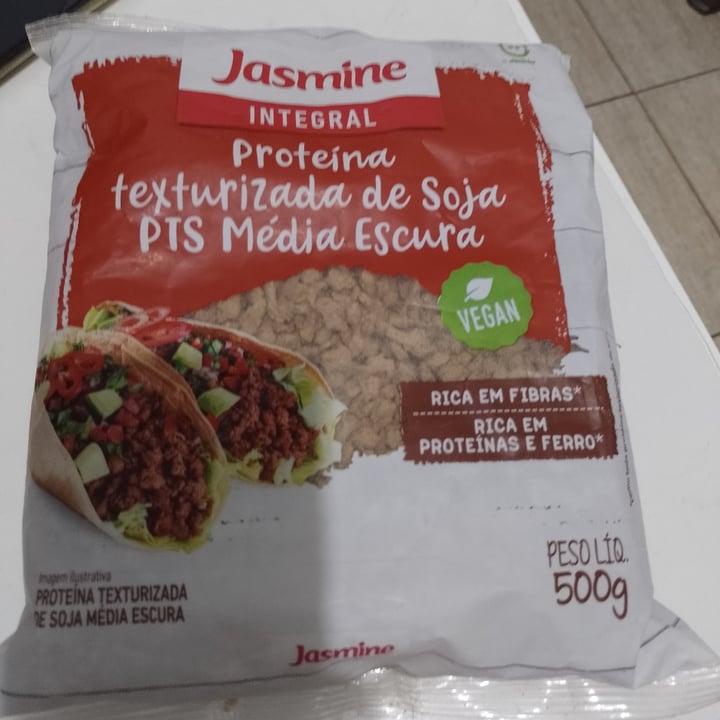 Jasmine
INTEGRAL
Proteína
texturizada de Soja
PTS Média Escura
VEGAN
RICA EM FIBRAS*
RICA EM
PROTEÍNAS E FERRO*
Imagem ilustrativa
PROTEÍNA TEXTURIZADA
DE SOJA MÉDIA ESCURA
PESO LÍQ.
500g
Jasmine